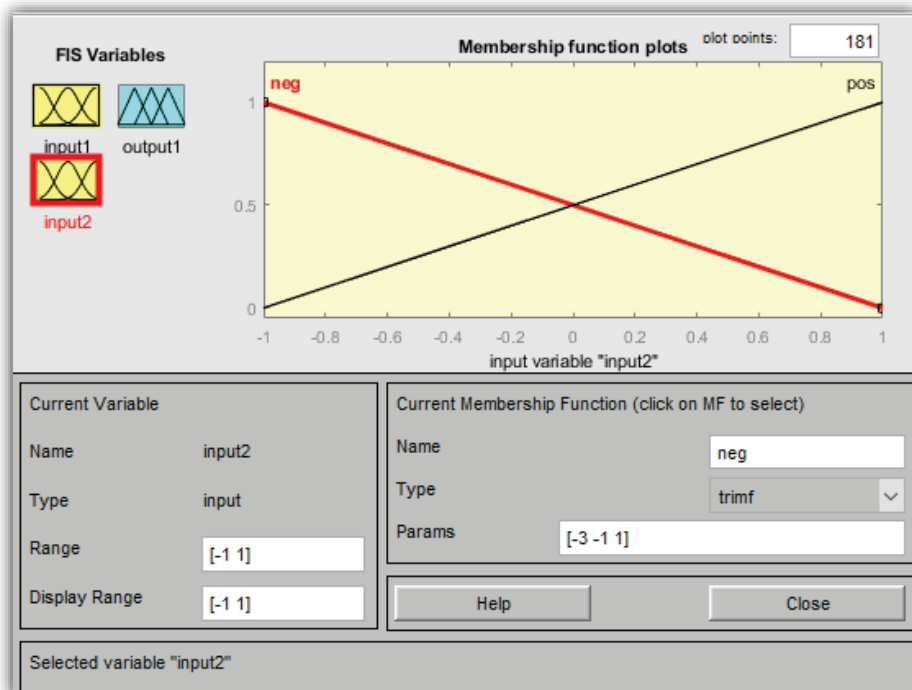 FIS Variables
input1
output1
input2
Membership function plots
plot points:
181
neg
pos
1
0.5
0
-1
-0.8
-0.6
-0.4
-0.2
0
0.2
0.4
0.6
0.8
1
input variable "input2"
Current Variable
Name
input2
Type
input
Range
[-1 1]
Display Range
[-1 1]
Current Membership Function (click on MF to select)
Name
neg
Type
trimf
Params
[-3 -1 1]
Help
Close
Selected variable "input2"